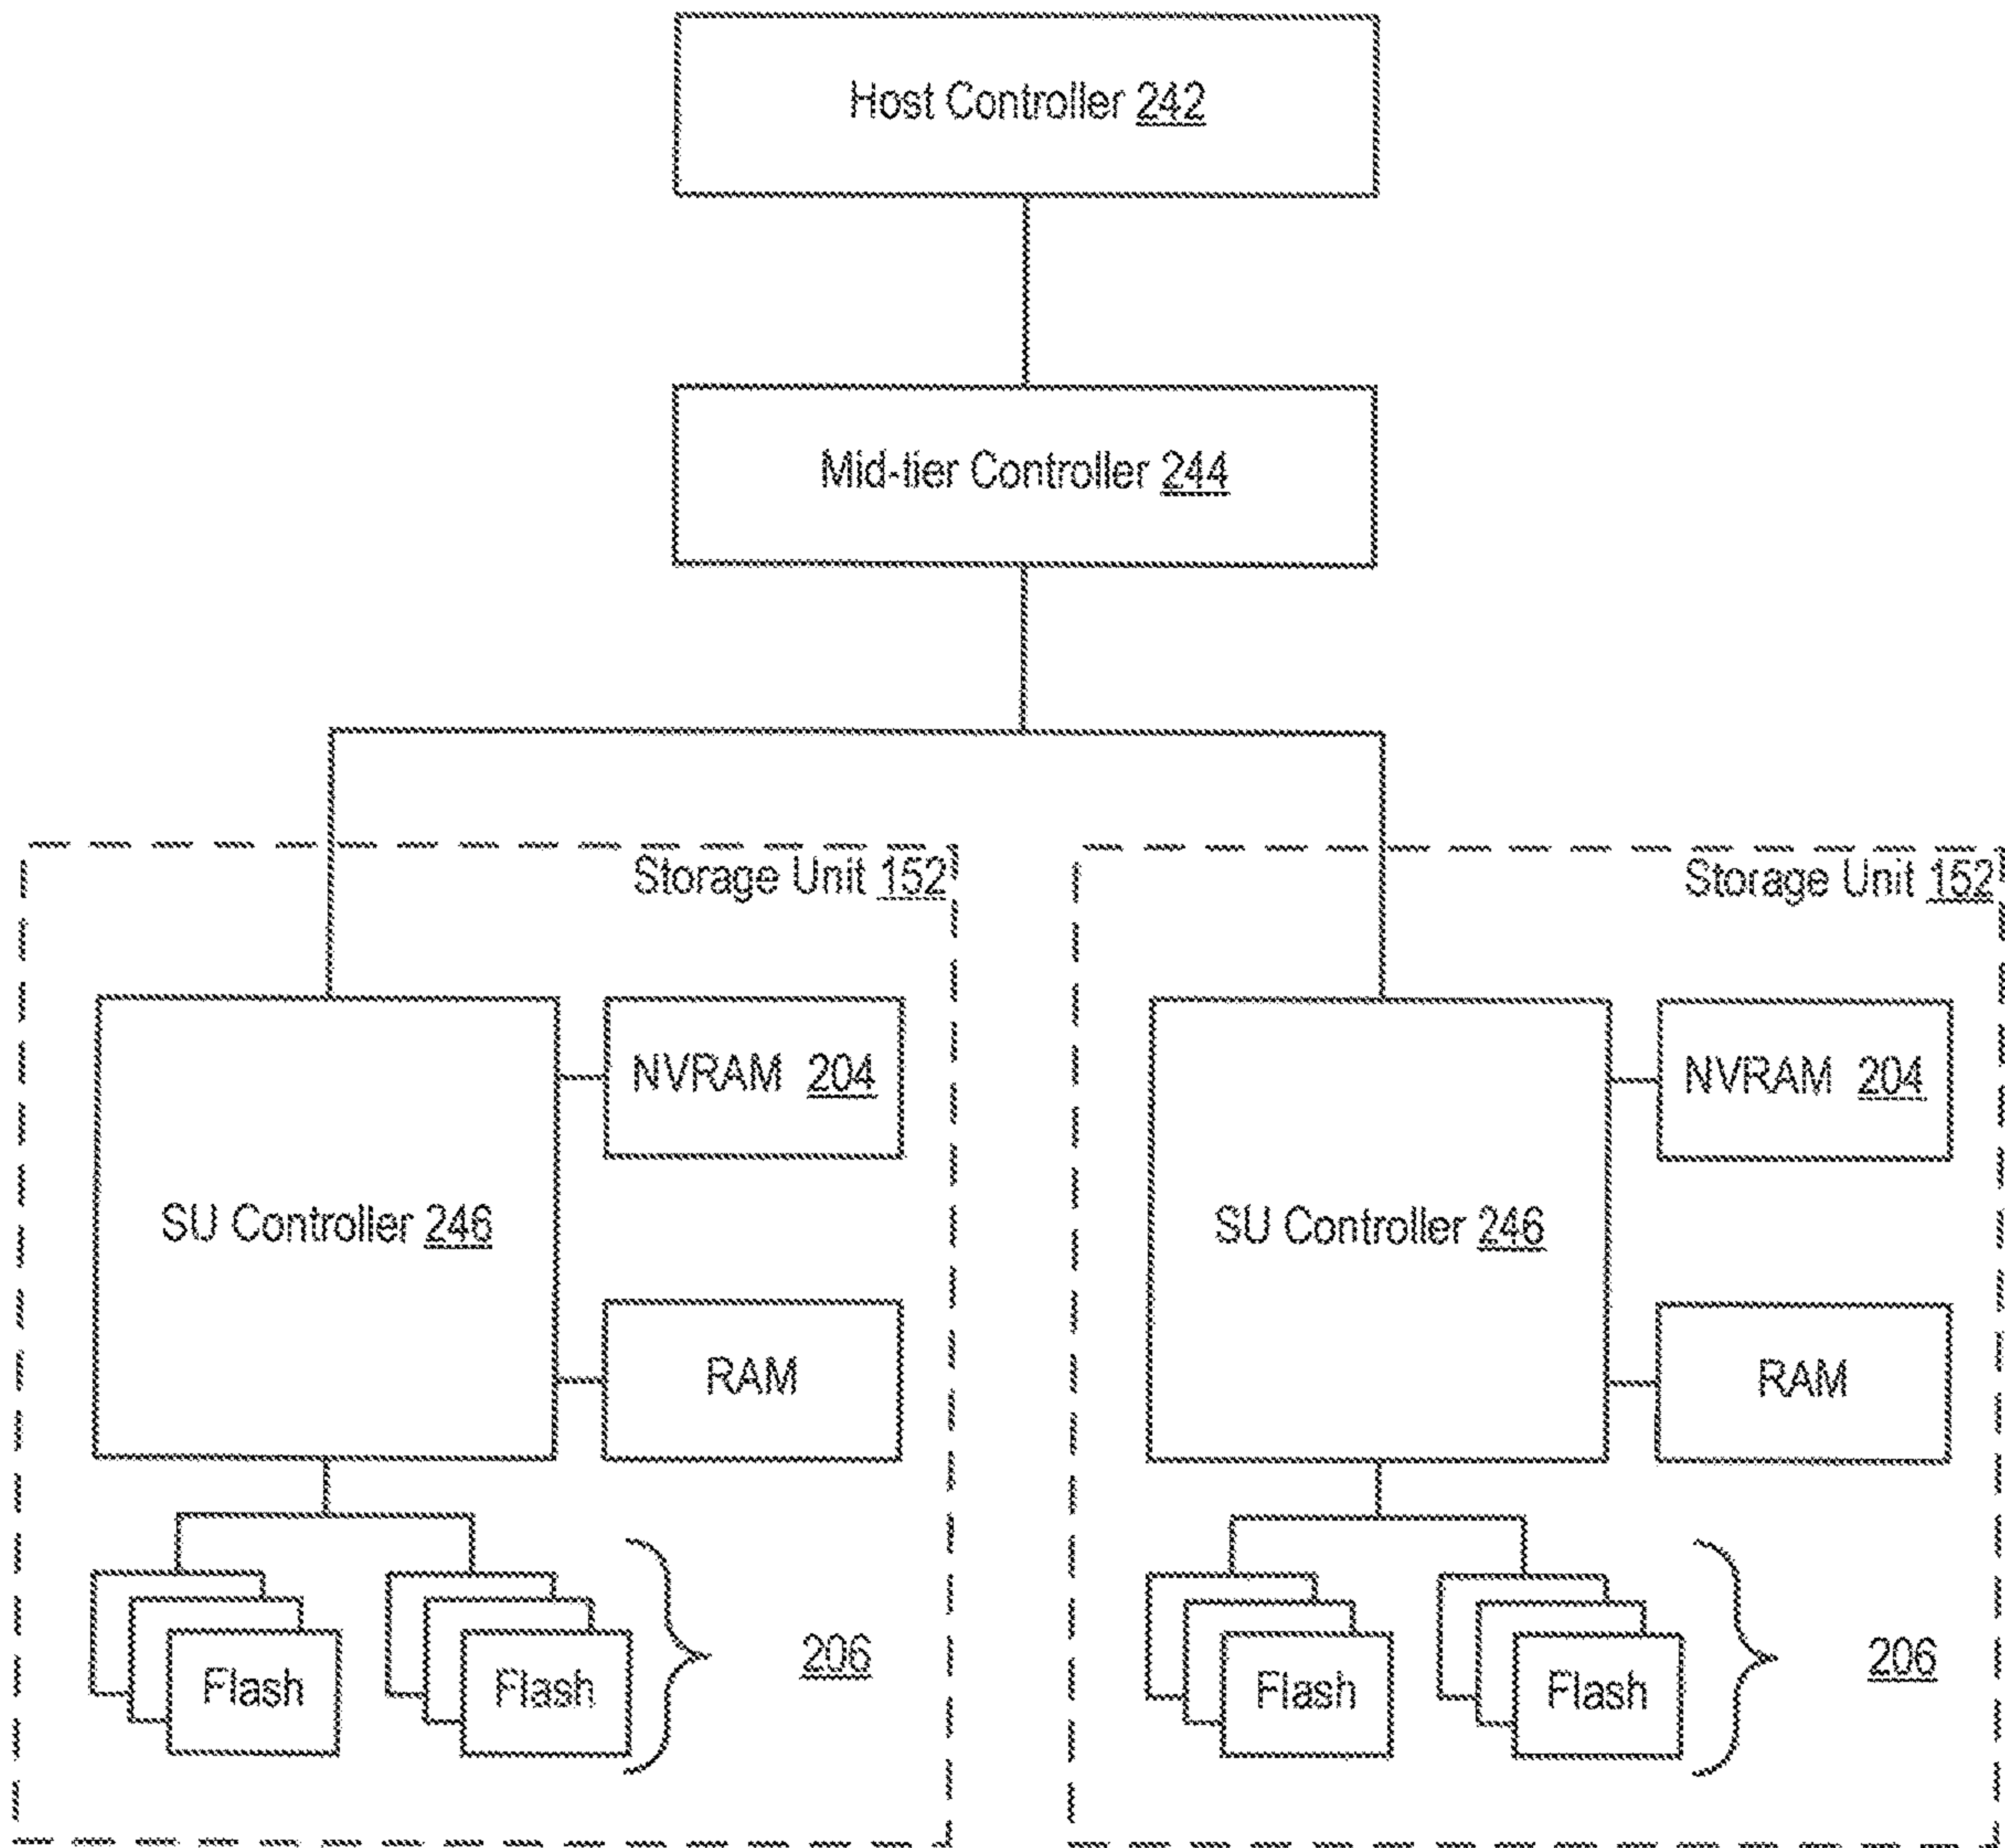 Host Controller 242
Mid-tier Controller 244
Storage Unit 152
NVRAM 204
SU Controller 246
RAM
Flash
Flash
206
Storage Unit 152
NVRAM 204
SU Controller 246
RAM
Flash
Flash
206